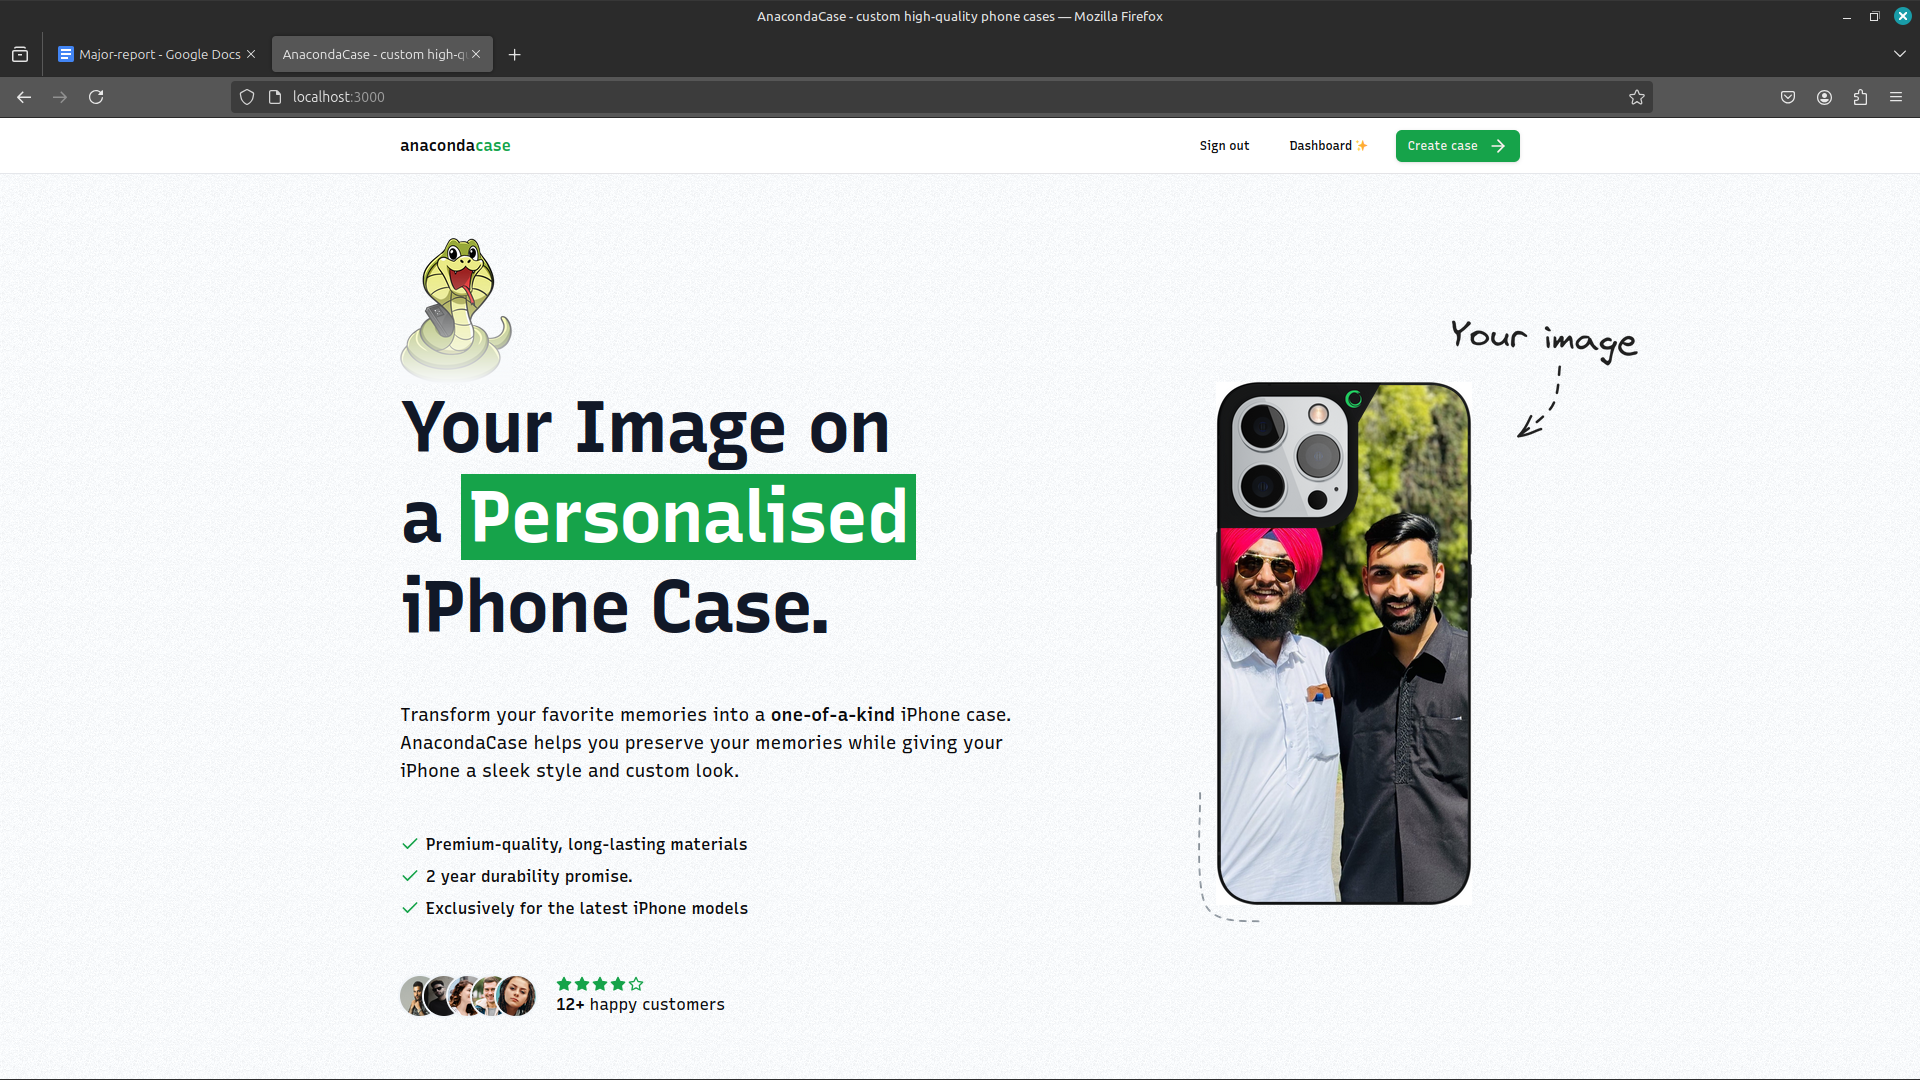 AnacondaCase - custom high-quality phone cases — Mozilla Firefox
Major-report - Google Docs
AnacondaCase - custom high-q
localhost:3000
anacondacase
Sign out
Dashboard ✨
Create case
Your image
Your Image on
a Personalised
iPhone Case.
Transform your favorite memories into a one-of-a-kind iPhone case.
AnacondaCase helps you preserve your memories while giving your
iPhone a sleek style and custom look.
Premium-quality, long-lasting materials
2 year durability promise.
Exclusively for the latest iPhone models
12+ happy customers